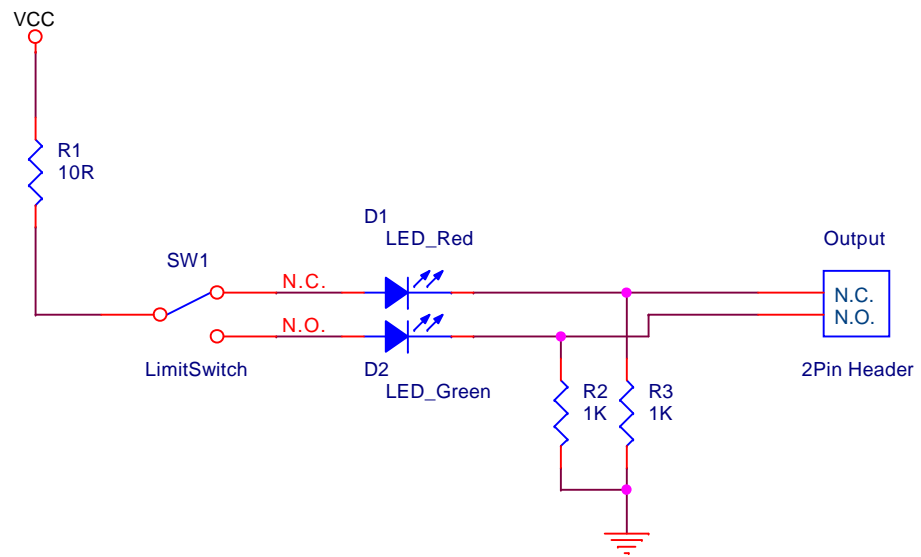 VCC
R1
10R
D1
LED_Red
Output
SW1
N.C.
N.C.
N.O.
N.O.
LimitSwitch
D2
LED_Green
2Pin Header
R2
1K
R3
1K